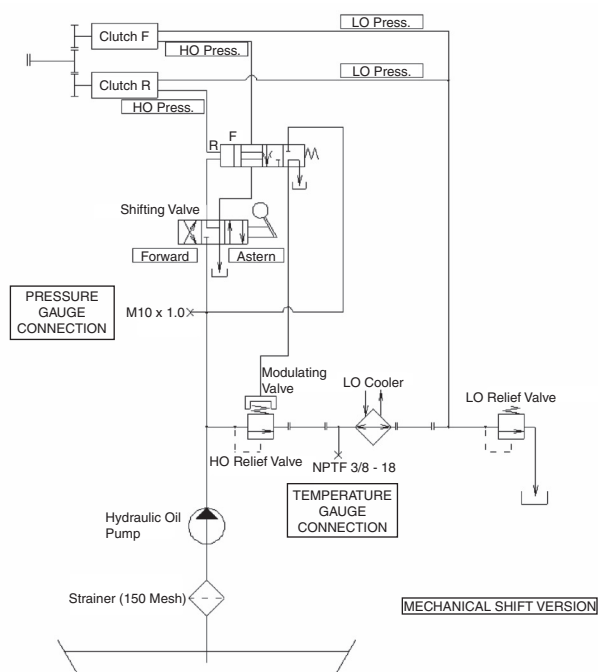 LO Press.
Clutch F
HO Press.
LO Press.
Clutch R
HO Press.
F
R
Shifting Valve
Forward
Astern
PRESSURE
GAUGE
CONNECTION
M10 x 1.0
Modulating
Valve
LO Cooler
LO Relief Valve
HO Relief Valve
NPTF 3/8 - 18
TEMPERATURE
GAUGE
CONNECTION
Hydraulic Oil
Pump
Strainer (150 Mesh)
MECHANICAL SHIFT VERSION